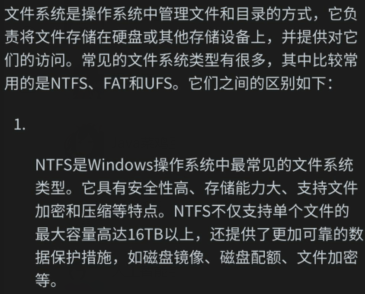 文件系统是操作系统中管理文件和目录的方式，它负
责将文件存储在硬盘或其他存储设备上，并提供对它
们的访问。常见的文件系统类型有很多，其中比较常
用的是NTFS、FAT和UFS。它们之间的区别如下：
1.
NTFS是Windows操作系统中最常见的文件系统
类型。它具有安全性高、存储能力大、支持文件
加密和压缩等特点。NTFS不仅支持单个文件的
最大容量高达16TB以上，还提供了更加可靠的数
据保护措施，如磁盘镜像、磁盘配额、文件加密
等。